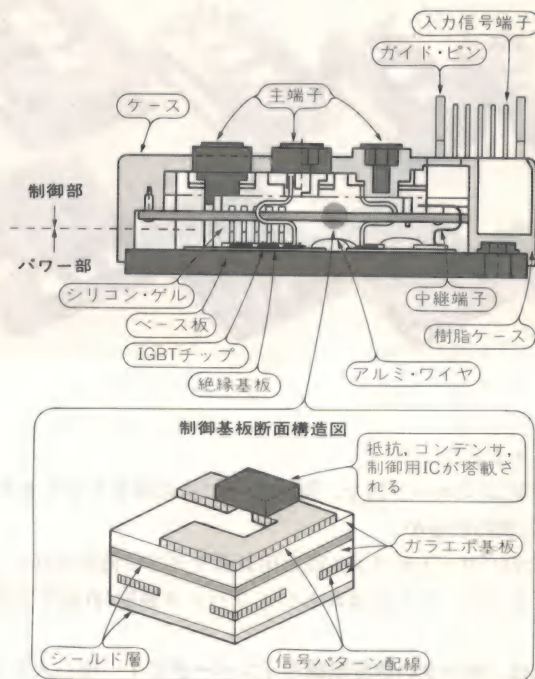 入力信号端子
ガイド・ピン
主端子
ケース
制御部
パワー部
シリコン・ゲル
ベース板
IGBTチップ
絶縁基板
中継端子
樹脂ケース
アルミ・ワイヤ
制御基板断面構造図
抵抗,コンデンサ,
制御用ICが塔載さ
れる
ガラエポ基板
シールド層
信号パターン配線